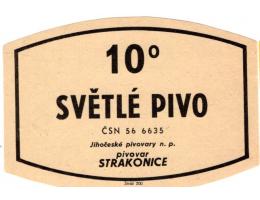 10°
SVĚTLÉ PIVO
ČSN 56 6635
Jihočeské pivovary n. p.
pivovar
STRAKONICE